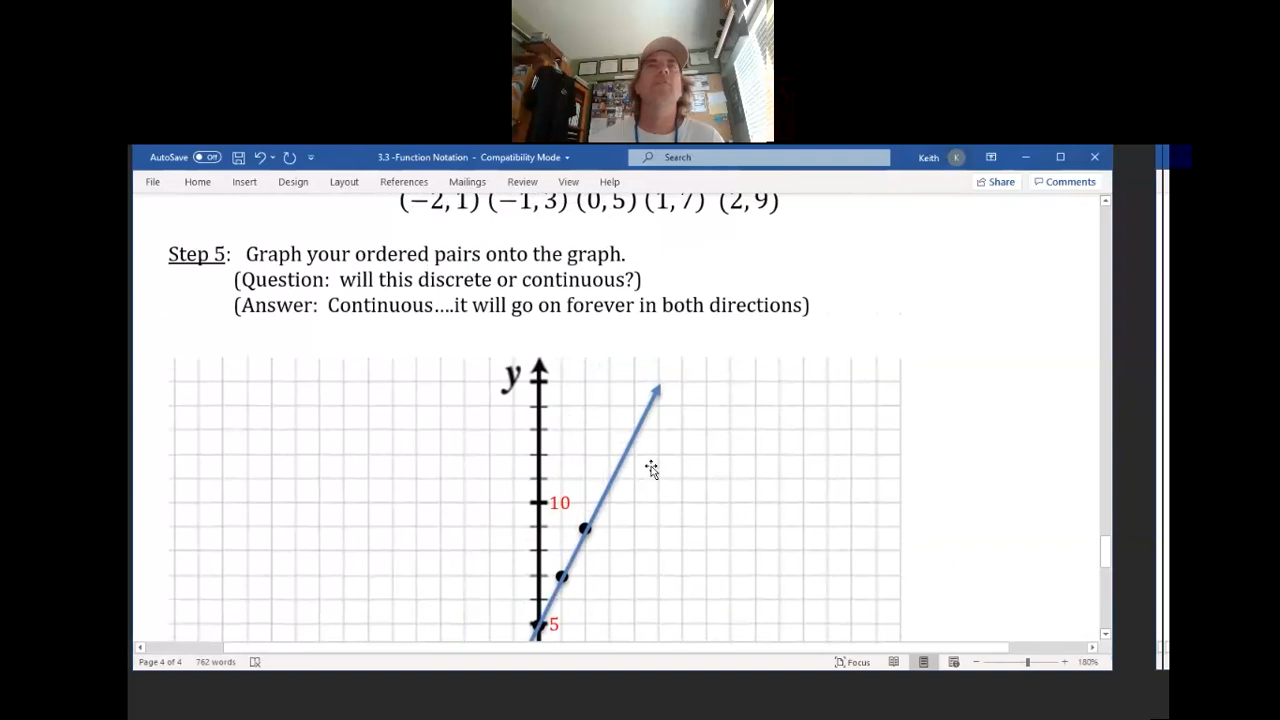 AutoSave Off 3.3 -Function Notation - Compatibility Mode Search Keith K
File Home Insert Design Layout References Mailings Review View Help Share Comments
(−2, 1) (−1, 3) (0, 5) (1, 7) (2, 9)
Step 5: Graph your ordered pairs onto the graph.
(Question: will this discrete or continuous?)
(Answer: Continuous....it will go on forever in both directions)
y
10
5
Page 4 of 4 762 words Focus 180%